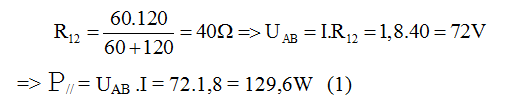 R₁₂ = 60.120 / 60+120 = 40Ω => U_AB = I.R₁₂ = 1,8.40 = 72V
=> P_// = U_AB .I = 72.1,8 = 129,6W (1)